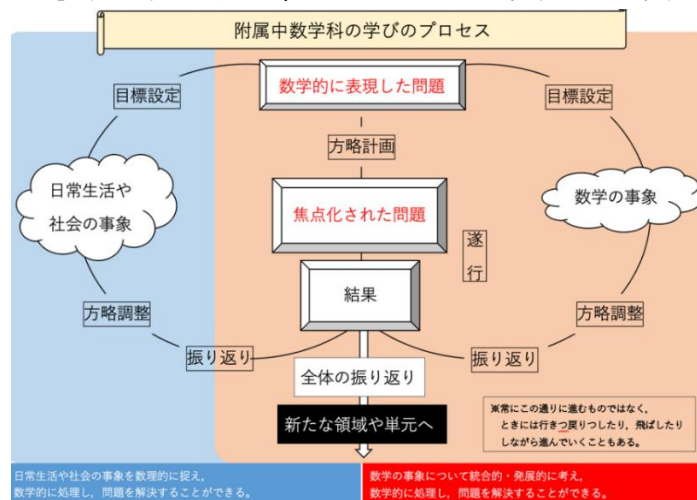 附属中数学科の学びのプロセス
数学的に表現した問題
目標設定
目標設定
方略計画
日常生活や
社会の事象
数学の事象
焦点化された問題
遂
行
結果
方略調整
方略調整
振り返り
振り返り
全体の振り返り
新たな領域や単元へ
※常にこの通りに進むものではなく，
ときには行きつ戻りつしたり，飛ばしたり
しながら進んでいくこともある。
日常生活や社会の事象を数理的に捉え，
数学的に処理し，問題を解決することができる。
数学の事象について統合的・発展的に考え，
数学的に処理し，問題を解決することができる。